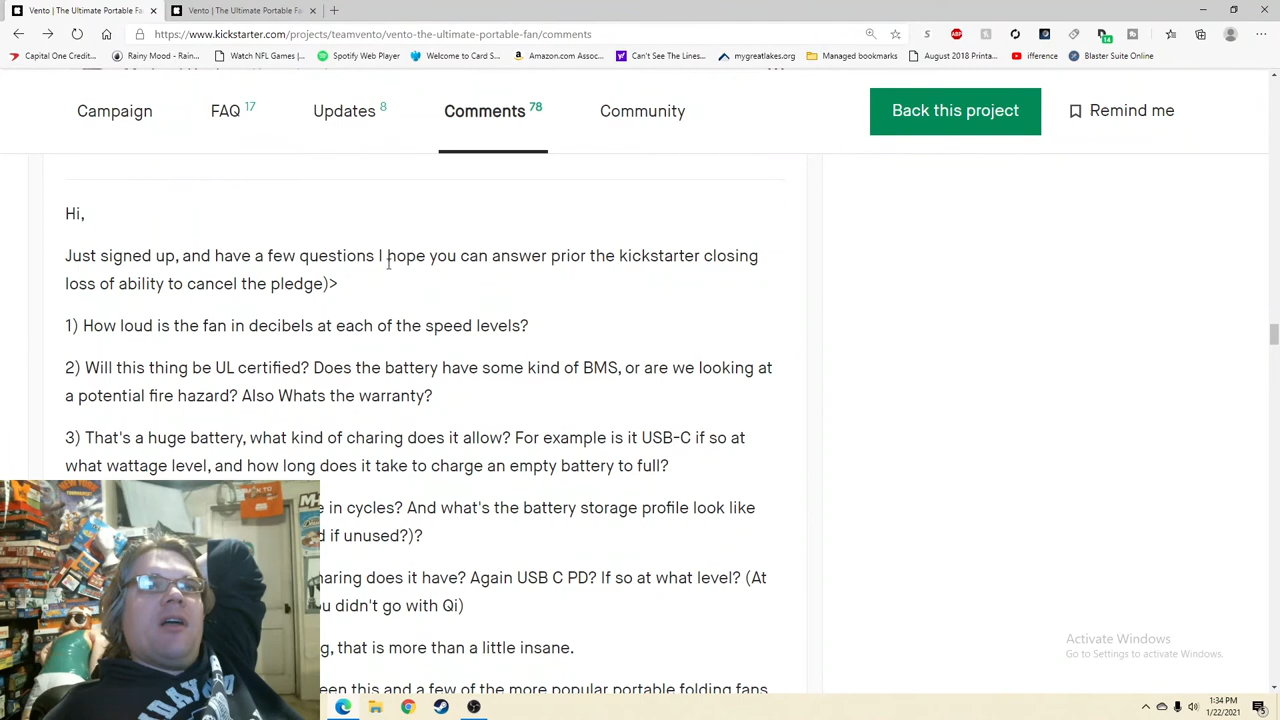 Vento | The Ultimate Portable Fa
Vento | The Ultimate Portable Fan
https://www.kickstarter.com/projects/teamvento/vento-the-ultimate-portable-fan/comments
Capital One Credit...
Rainy Mood - Rain...
Watch NFL Games |...
Spotify Web Player
Welcome to Card S...
Amazon.com Assoc...
Can't See The Lines...
mygreatlakes.org
Managed bookmarks
August 2018 Printa...
ifference
Blaster Suite Online
Campaign
FAQ 17
Updates 8
Comments 78
Community
Back this project
Remind me
Hi,
Just signed up, and have a few questions I hope you can answer prior the kickstarter closing
loss of ability to cancel the pledge)>
1) How loud is the fan in decibels at each of the speed levels?
2) Will this thing be UL certified? Does the battery have some kind of BMS, or are we looking at
a potential fire hazard? Also Whats the warranty?
3) That's a huge battery, what kind of charing does it allow? For example is it USB-C if so at
what wattage level, and how long does it take to charge an empty battery to full?
e in cycles? And what's the battery storage profile look like
d if unused?)?
haring does it have? Again USB C PD? If so at what level? (At
u didn't go with Qi)
g, that is more than a little insane.
een this and a few of the more popular portable folding fans
Activate Windows
Go to Settings to activate Windows.
1:34 PM
1/22/2021